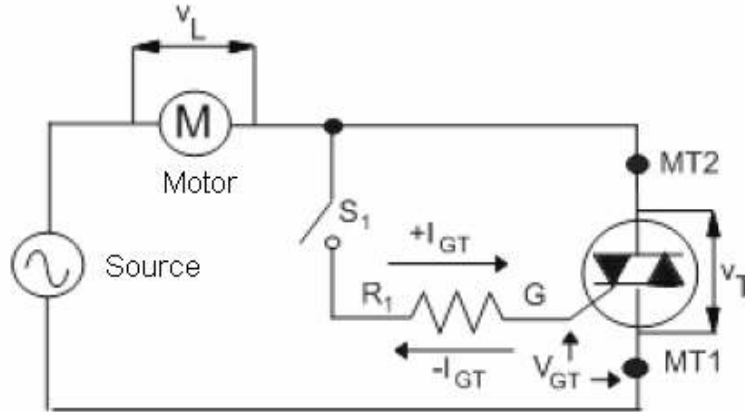 vL
M
Motor
MT2
S1
+IGT
Source
R1
G
vT
-IGT
VGT
MT1